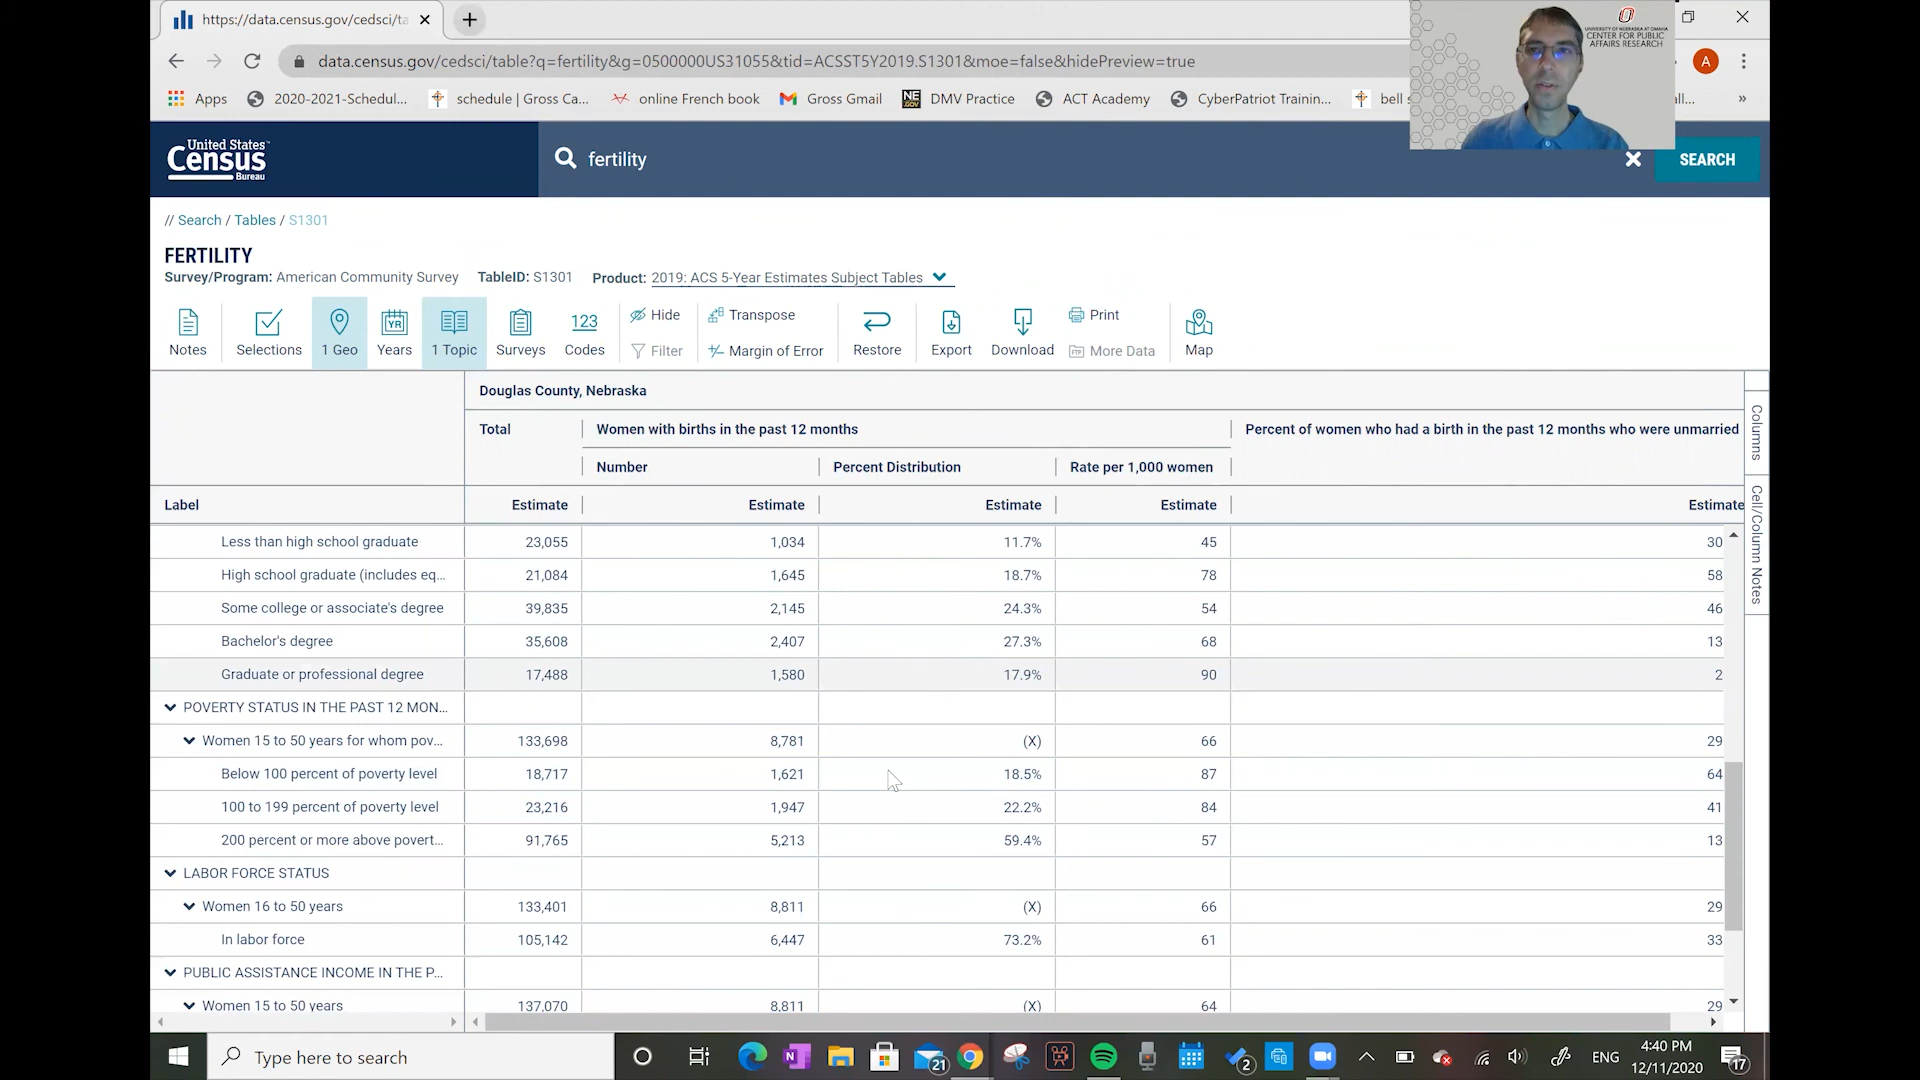 https://data.census.gov/cedsci/ta
data.census.gov/cedsci/table?q=fertility&g=0500000US31055&tid=ACSST5Y2019.S1301&moe=false&hidePreview=true
A
UNIVERSITY OF NEBRASKA AT OMAHA
CENTER FOR PUBLIC
AFFAIRS RESEARCH
Apps 2020-2021-Schedul... schedule | Gross Ca... online French book Gross Gmail DMV Practice ACT Academy CyberPatriot Trainin... bell s all... »
United States
Census
Bureau
fertility
SEARCH
// Search / Tables / S1301
FERTILITY
Survey/Program: American Community Survey TableID: S1301 Product: 2019: ACS 5-Year Estimates Subject Tables
Notes Selections 1 Geo Years 1 Topic Surveys Codes Hide Filter Transpose Margin of Error Restore Export Download Print More Data Map
Douglas County, Nebraska
Total Women with births in the past 12 months Percent of women who had a birth in the past 12 months who were unmarried
Number Percent Distribution Rate per 1,000 women
Label Estimate Estimate Estimate Estimate Estimate
Less than high school graduate 23,055 1,034 11.7% 45 30
High school graduate (includes eq... 21,084 1,645 18.7% 78 58
Some college or associate's degree 39,835 2,145 24.3% 54 46
Bachelor's degree 35,608 2,407 27.3% 68 13
Graduate or professional degree 17,488 1,580 17.9% 90 2
POVERTY STATUS IN THE PAST 12 MON...
Women 15 to 50 years for whom pov... 133,698 8,781 (X) 66 29
Below 100 percent of poverty level 18,717 1,621 18.5% 87 64
100 to 199 percent of poverty level 23,216 1,947 22.2% 84 41
200 percent or more above povert... 91,765 5,213 59.4% 57 13
LABOR FORCE STATUS
Women 16 to 50 years 133,401 8,811 (X) 66 29
In labor force 105,142 6,447 73.2% 61 33
PUBLIC ASSISTANCE INCOME IN THE P...
Women 15 to 50 years 137,070 8,811 (X) 64 29
Columns
Cell/Column Notes
Type here to search
21
2
ENG
4:40 PM
12/11/2020
17